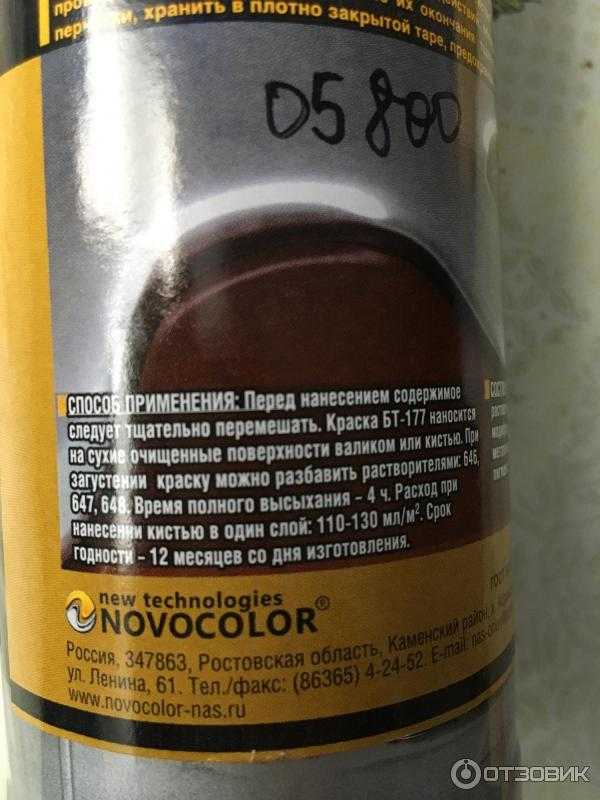 их окончания
перчатки, хранить в плотно закрытой таре,
05 800
СПОСОБ ПРИМЕНЕНИЯ: Перед нанесением содержимое
следует тщательно перемешать. Краска БТ-177 наносится
на сухие очищенные поверхности валиком или кистью. При
загустении краску можно разбавить растворителями: 646,
647, 648. Время полного высыхания – 4 ч. Расход при
нанесении кистью в один слой: 110-130 мл/м². Срок
годности – 12 месяцев со дня изготовления.
new technologies
NOVOCOLOR®
Россия, 347863, Ростовская область, Каменский район,
ул. Ленина, 61. Тел./факс: (86365) 4-24-52. E-mail:
www.novocolor-nas.ru
ОТЗОВИК